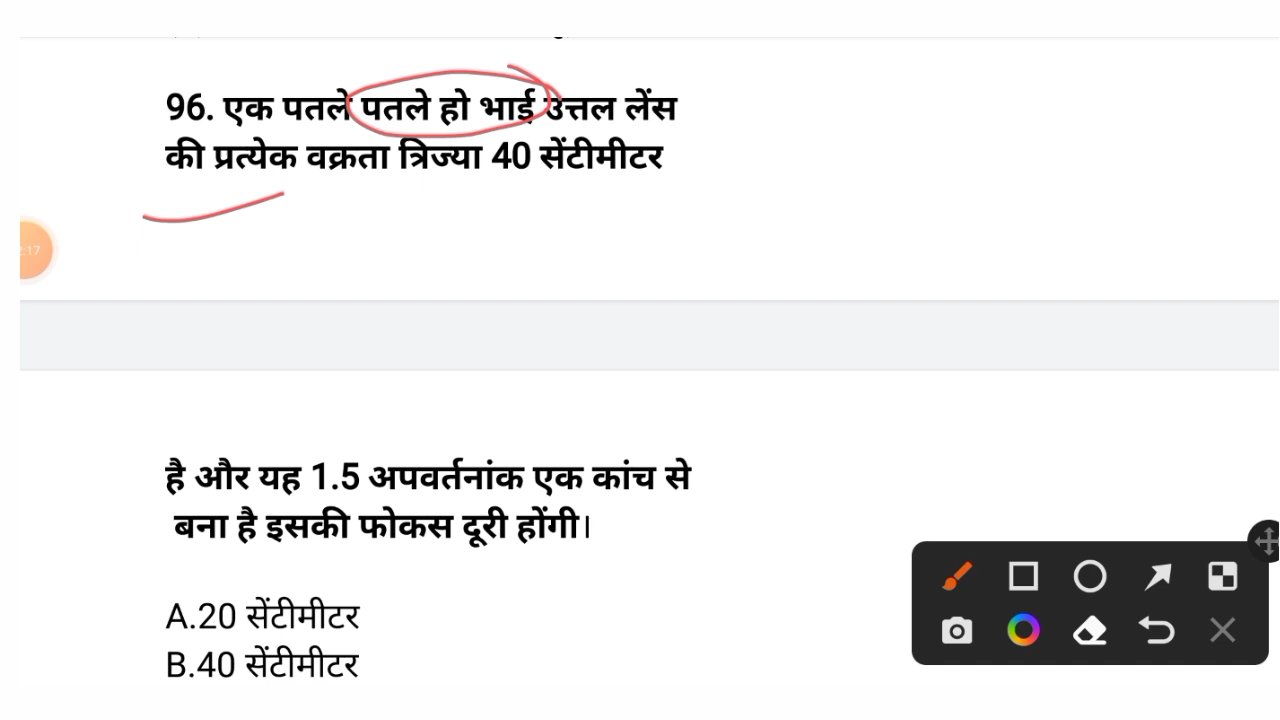 96. एक पतले पतले हो भाई उत्तल लेंस
की प्रत्येक वक्रता त्रिज्या 40 सेंटीमीटर
:17
है और यह 1.5 अपवर्तनांक एक कांच से
बना है इसकी फोकस दूरी होंगी।
A.20 सेंटीमीटर
B.40 सेंटीमीटर